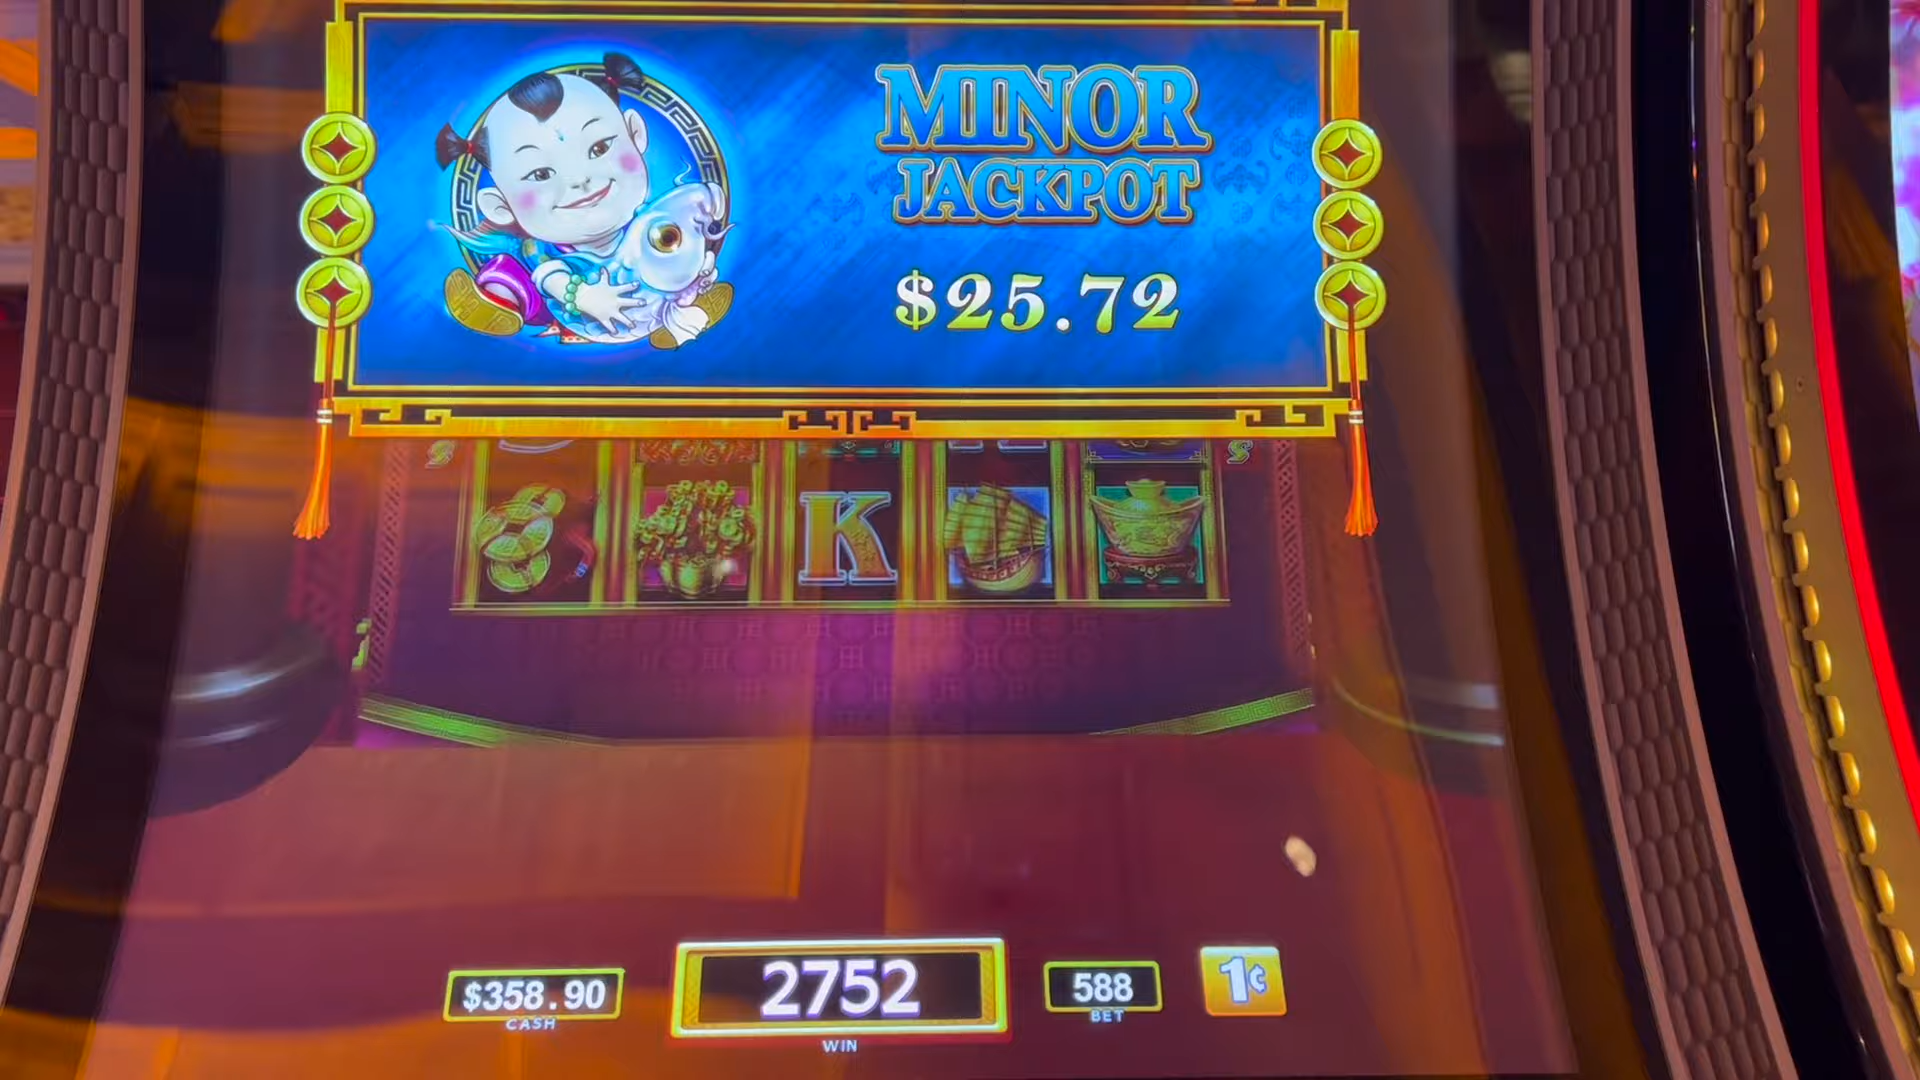 MINOR
JACKPOT
$25.72
K
$358.90
CASH
2752
WIN
588
BET
1¢